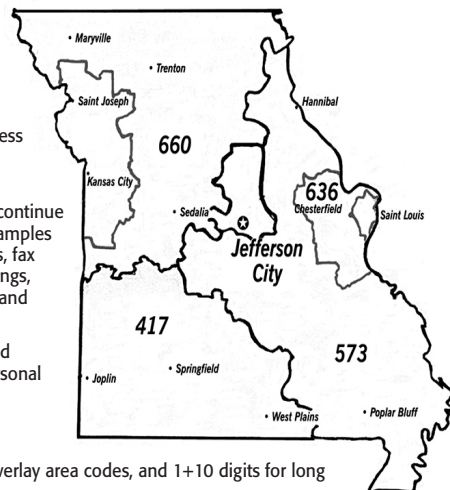 Maryville
Trenton
ess
Saint Joseph
Hannibal
660
Kansas City
636
continue
Chesterfield
Saint Louis
amples
Sedalia
s, fax
Jefferson
ngs,
City
and
417
573
d
sonal
Joplin
Springfield
West Plains
Poplar Bluff
verlay area codes, and 1+10 digits for long